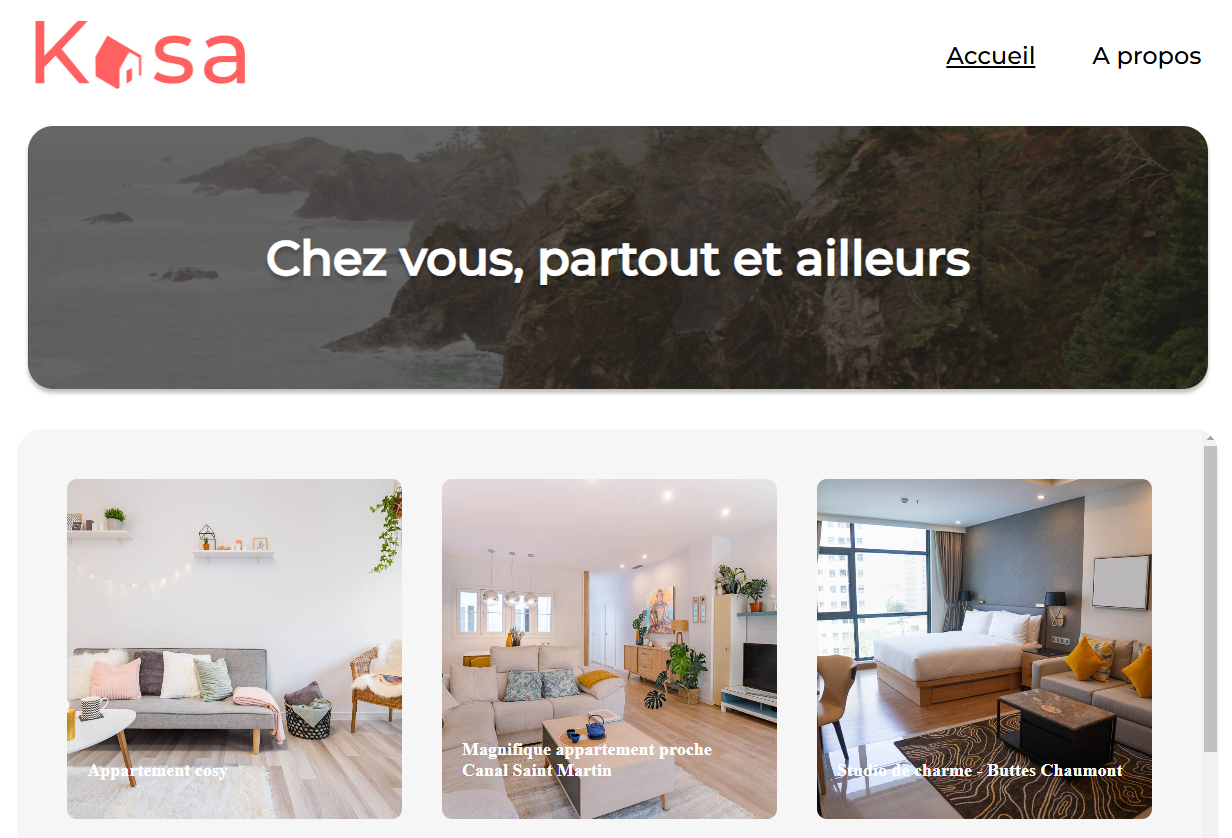 Kasa
Accueil
A propos
Chez vous, partout et ailleurs
Appartement cosy
Magnifique appartement proche
Canal Saint Martin
Studio de charme - Buttes Chaumont